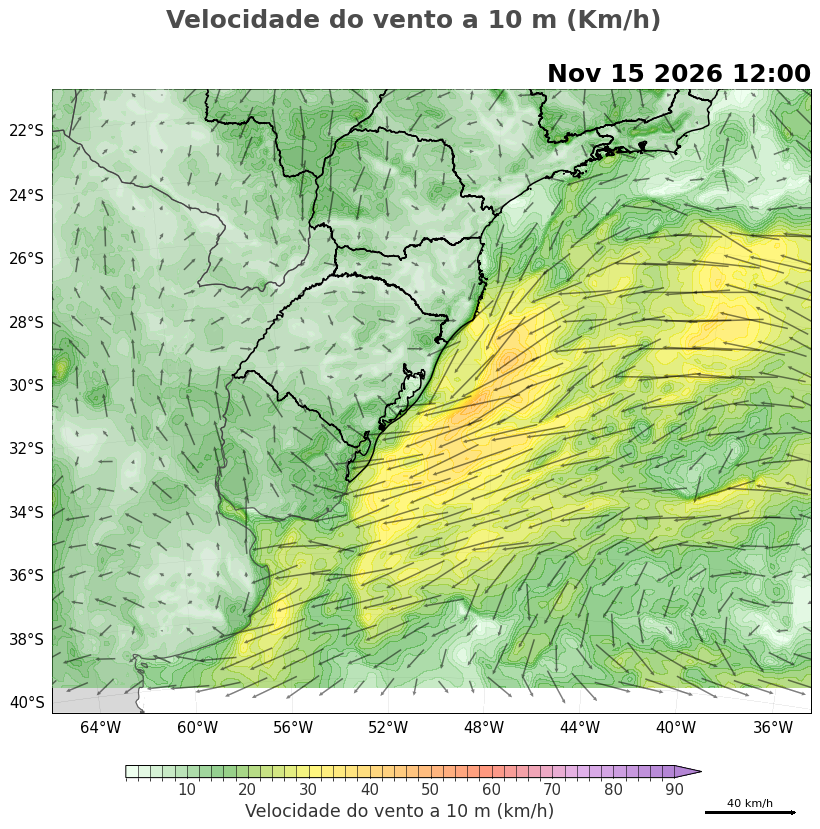 Velocidade do vento a 10 m (Km/h)
Nov 15 2026 12:00
22°S
24°S
26°S
28°S
30°S
32°S
34°S
36°S
38°S
40°S
64°W 60°W 56°W 52°W 48°W 44°W 40°W 36°W
10 20 30 40 50 60 70 80 90
Velocidade do vento a 10 m (km/h)
40 km/h